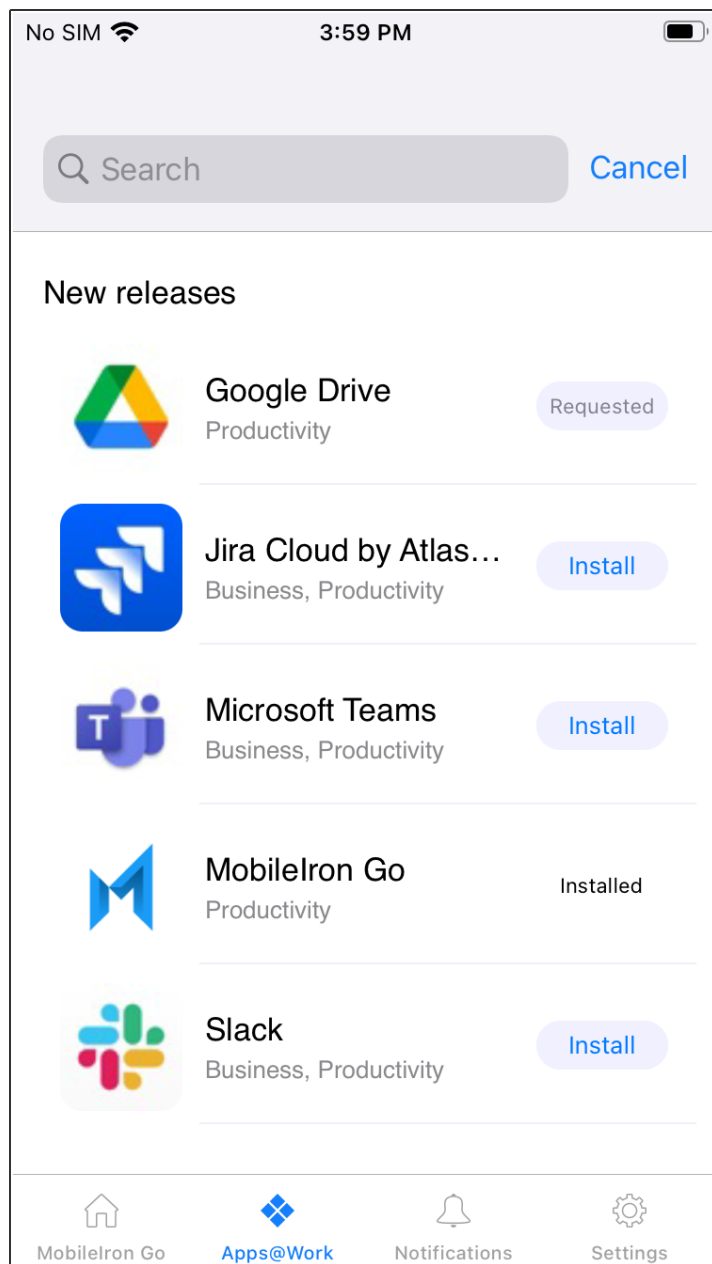 No SIM 3:59 PM
Search Cancel
New releases
Google Drive
Productivity
Requested
Jira Cloud by Atlas...
Business, Productivity
Install
T
Microsoft Teams
Business, Productivity
Install
MobileIron Go
Productivity
Installed
Slack
Business, Productivity
Install
MobileIron Go Apps@Work Notifications Settings